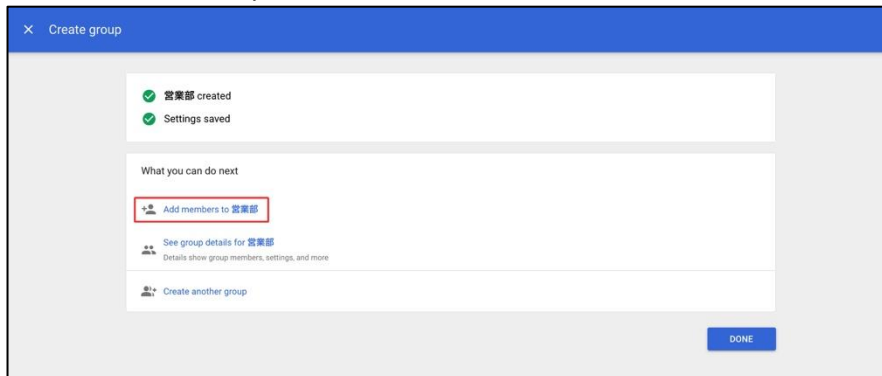 Create group
営業部 created
Settings saved
What you can do next
Add members to 営業部
See group details for 営業部
Details show group members, settings, and more
Create another group
DONE